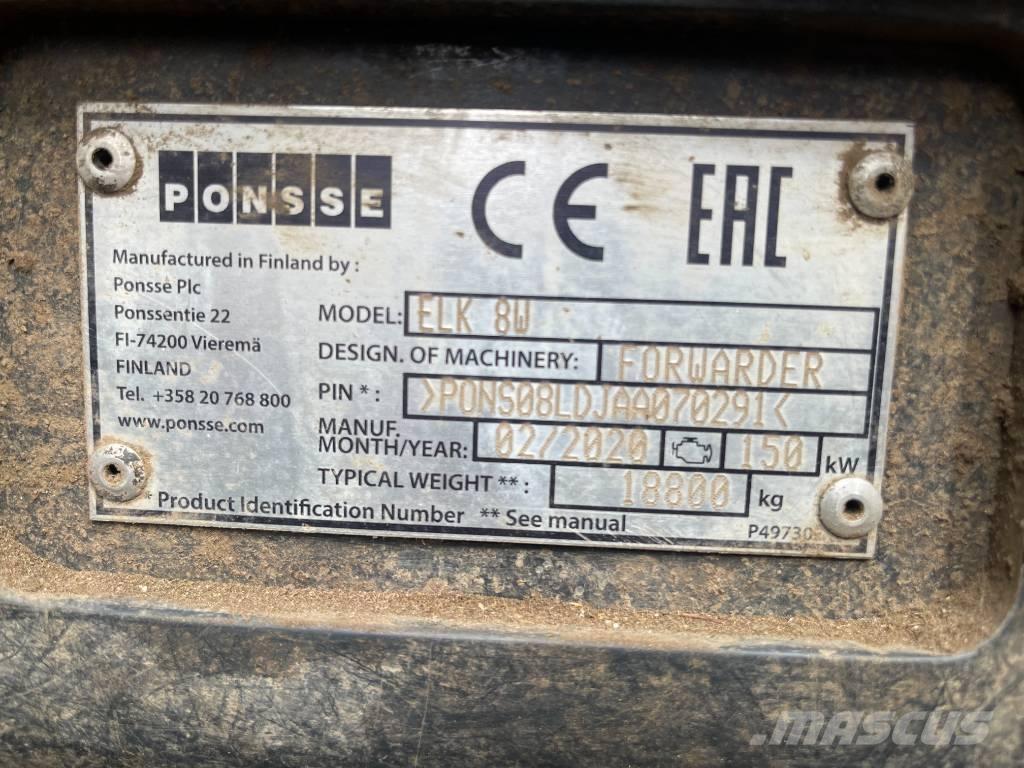 PONSSE
CE EAC
Manufactured in Finland by :
Ponsse Plc
Ponssentie 22
FI-74200 Vieremä
FINLAND
Tel. +358 20 768 800
www.ponsse.com
MODEL: ELK 8W
DESIGN. OF MACHINERY: FORWARDER
PIN * : >PONS08LDJAA070291<
MANUF.
MONTH/YEAR: 02/2020 150 kW
TYPICAL WEIGHT ** : 18800 kg
* Product Identification Number ** See manual
P49730
MASCUS